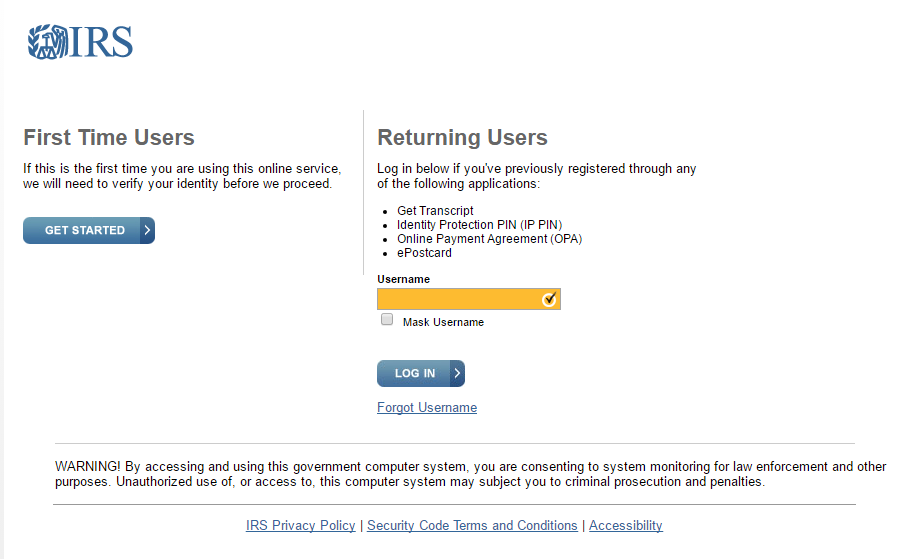 IRS
First Time Users
If this is the first time you are using this online service,
we will need to verify your identity before we proceed.
GET STARTED
Returning Users
Log in below if you've previously registered through any
of the following applications:
Get Transcript
Identity Protection PIN (IP PIN)
Online Payment Agreement (OPA)
ePostcard
Username
Mask Username
LOG IN
Forgot Username
WARNING! By accessing and using this government computer system, you are consenting to system monitoring for law enforcement and other
purposes. Unauthorized use of, or access to, this computer system may subject you to criminal prosecution and penalties.
IRS Privacy Policy | Security Code Terms and Conditions | Accessibility